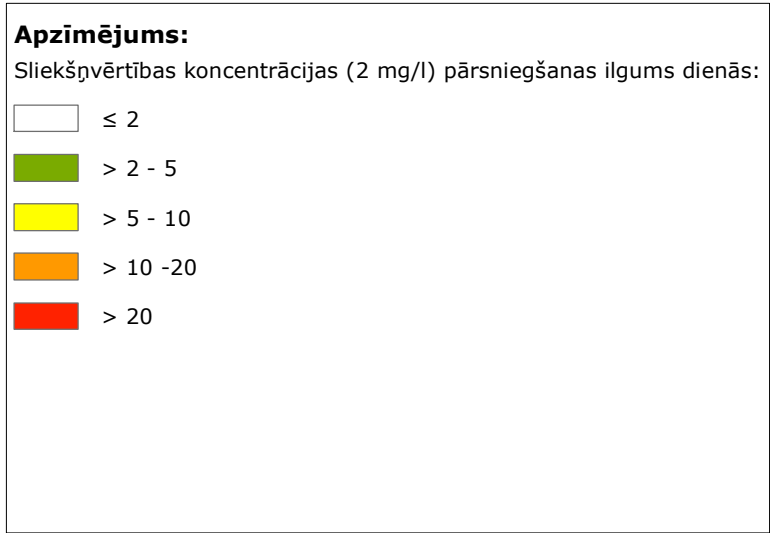 Apzīmējums:
Sliekšņvērtības koncentrācijas (2 mg/l) pārsniegšanas ilgums dienās:
≤ 2
> 2 - 5
> 5 - 10
> 10 -20
> 20